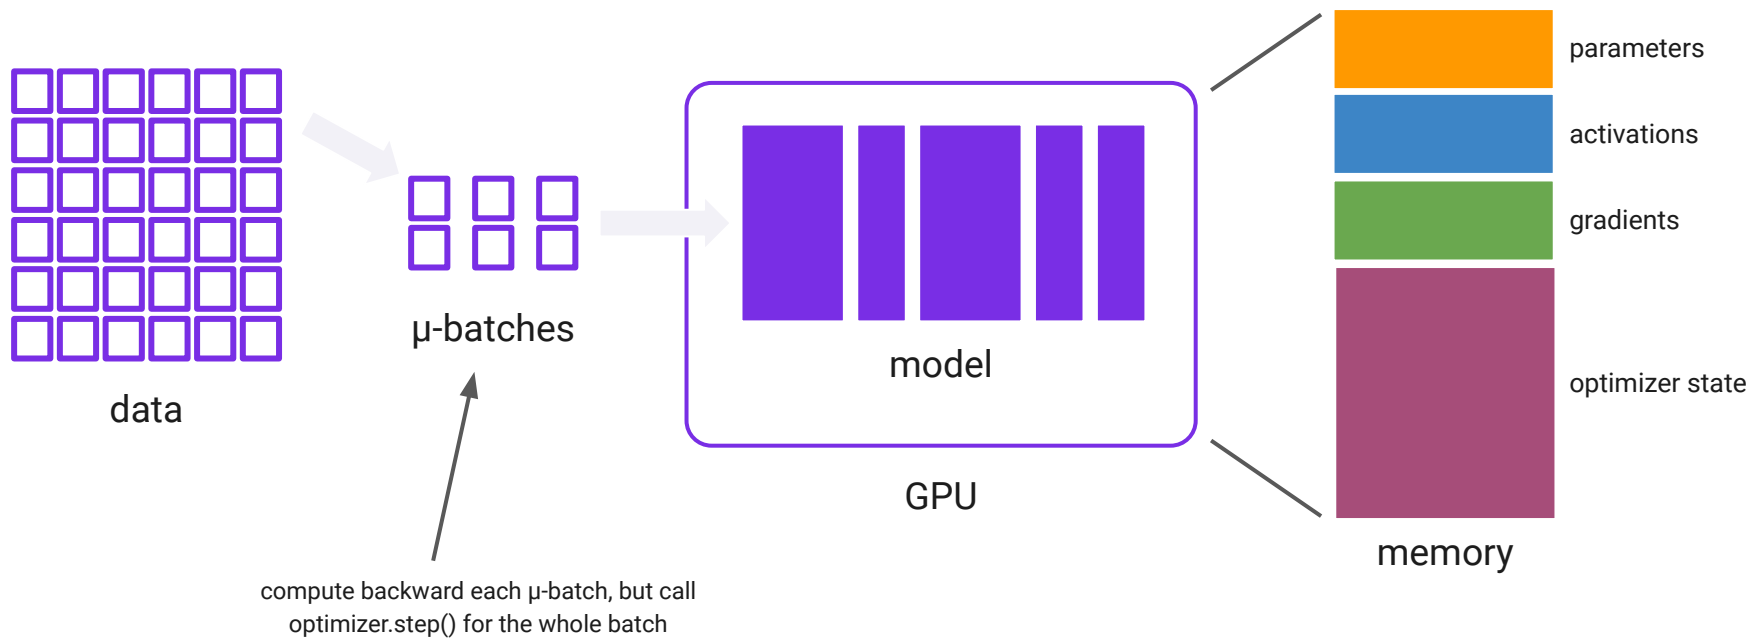 data
μ-batches
compute backward each μ-batch, but call
optimizer.step() for the whole batch
model
GPU
parameters
activations
gradients
optimizer state
memory